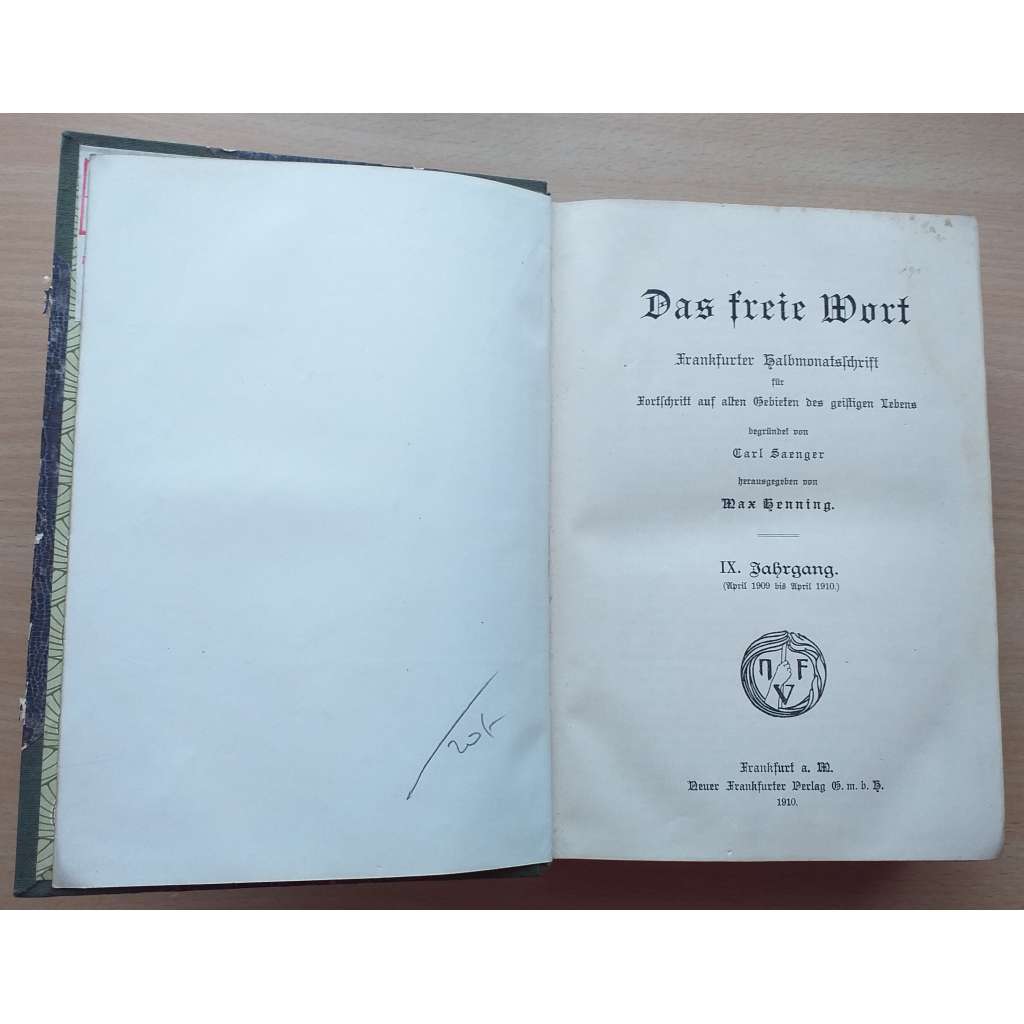 Das freie Wort
Frankfurter Halbmonatsschrift
für
Fortschritt auf allen Gebieten des geistigen Lebens
begründet von
Carl Saenger
herausgegeben von
Max Henning.
IX. Jahrgang.
(April 1909 bis April 1910.)
N F
V
Frankfurt a. M.
Neuer Frankfurter Verlag G. m. b. H.
1910.